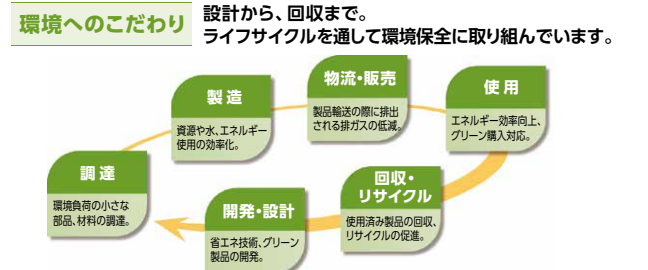 環境へのこだわり
設計から、回収まで。
ライフサイクルを通して環境保全に取り組んでいます。
物流・販売
製品輸送の際に排出
される排ガスの低減。
製造
資源や水、エネルギー
使用の効率化。
使用
エネルギー効率向上、
グリーン購入対応。
調達
環境負荷の小さな
部品、材料の調達。
開発・設計
省エネ技術、グリーン
製品の開発。
回収・
リサイクル
使用済み製品の回収、
リサイクルの促進。